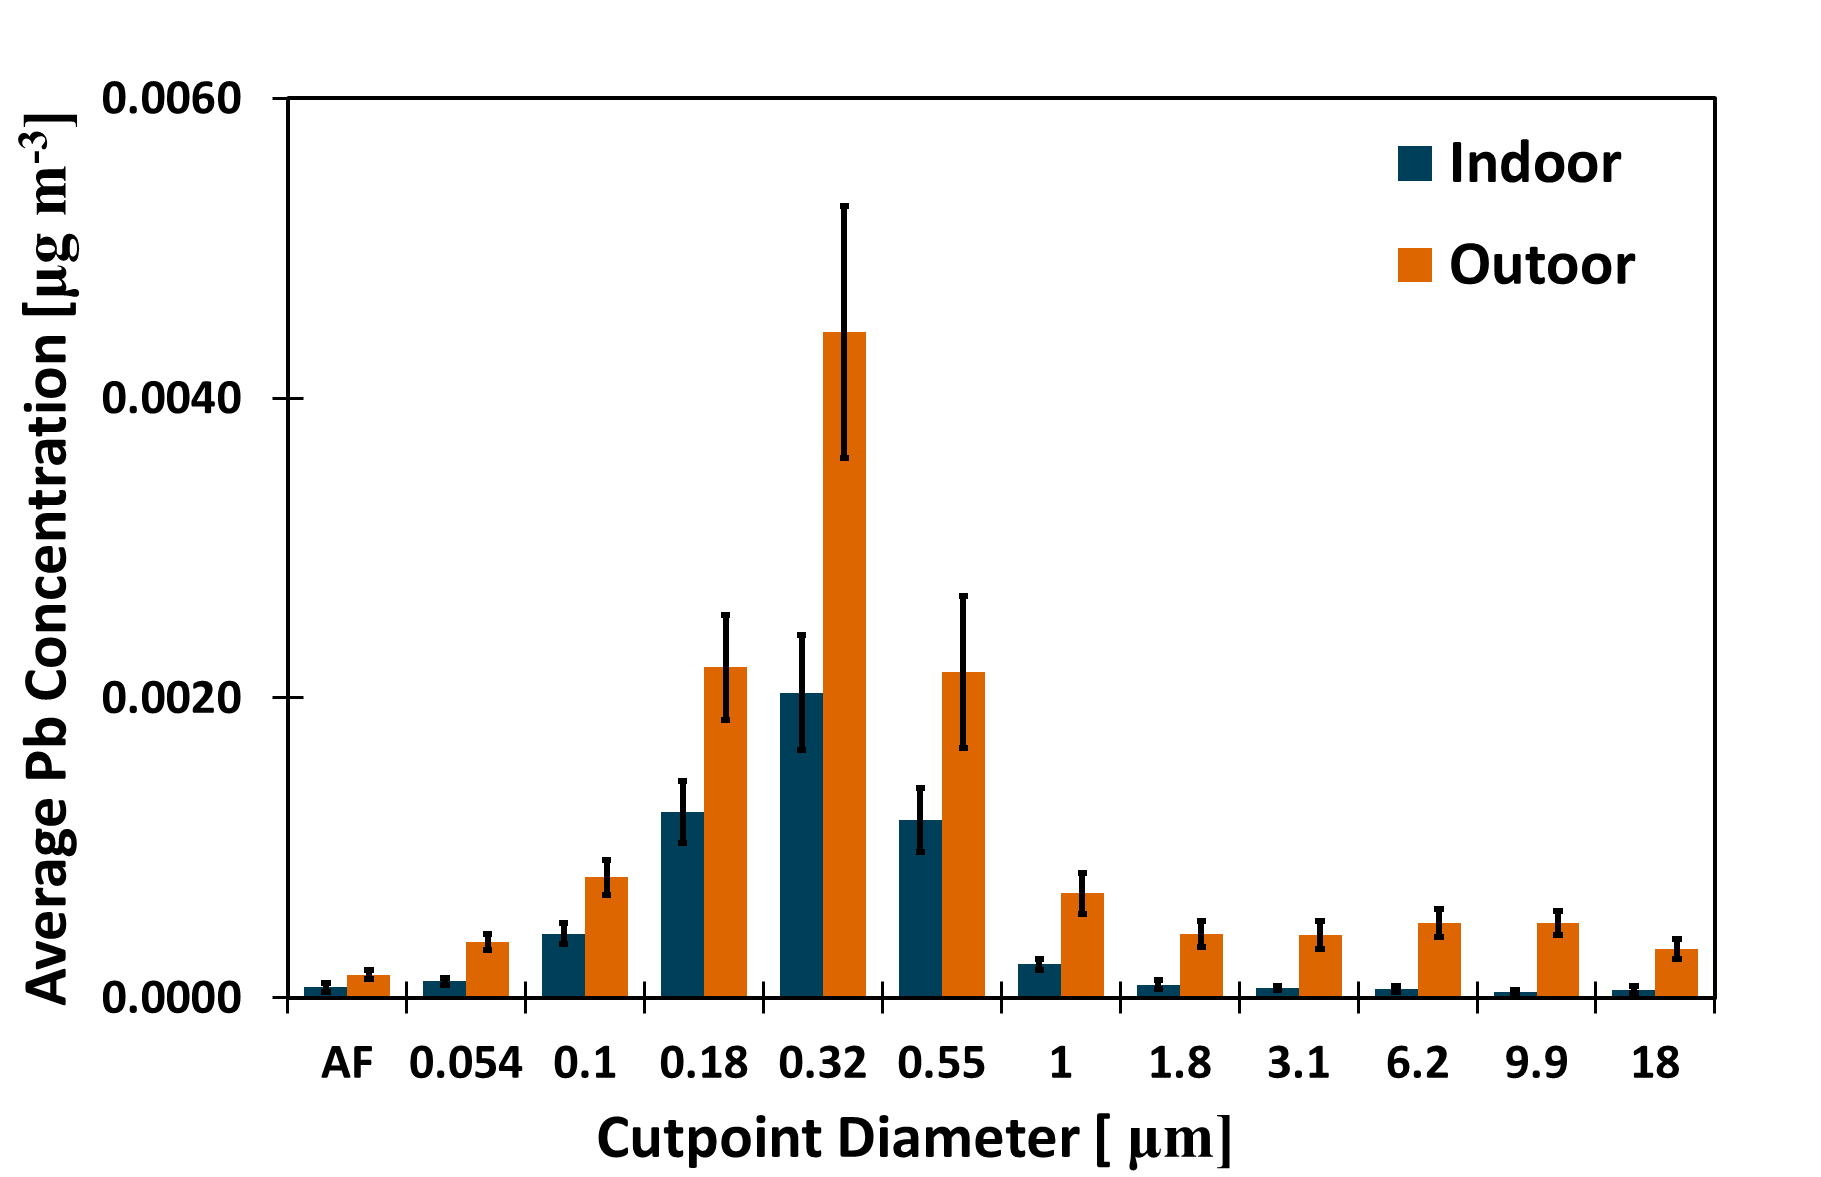 Average Pb Concentration [µg m-3]
0.0060
0.0040
0.0020
0.0000
Indoor
Outoor
AF 0.054 0.1 0.18 0.32 0.55 1 1.8 3.1 6.2 9.9 18
Cutpoint Diameter [ µm]